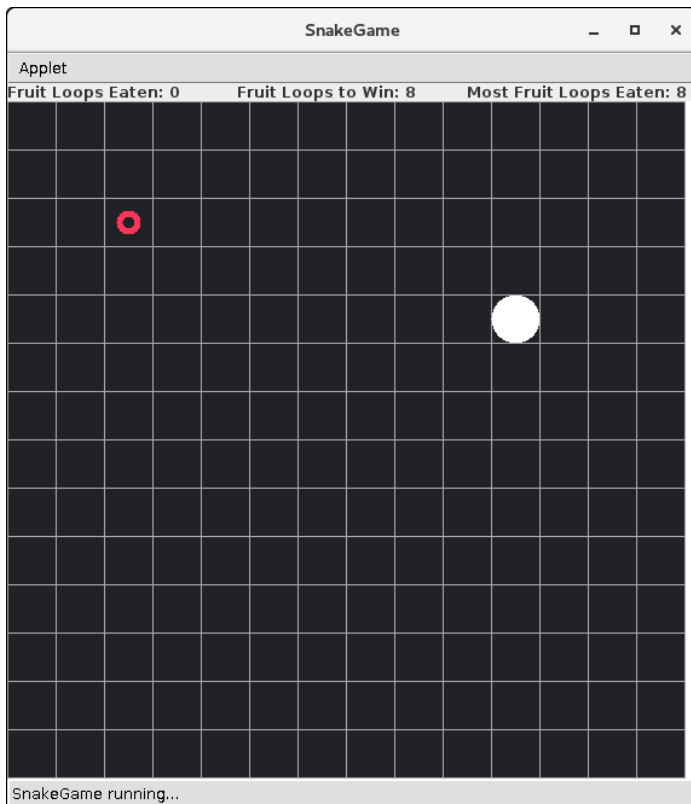 SnakeGame
Applet
Fruit Loops Eaten: 0 Fruit Loops to Win: 8 Most Fruit Loops Eaten: 8
SnakeGame running...